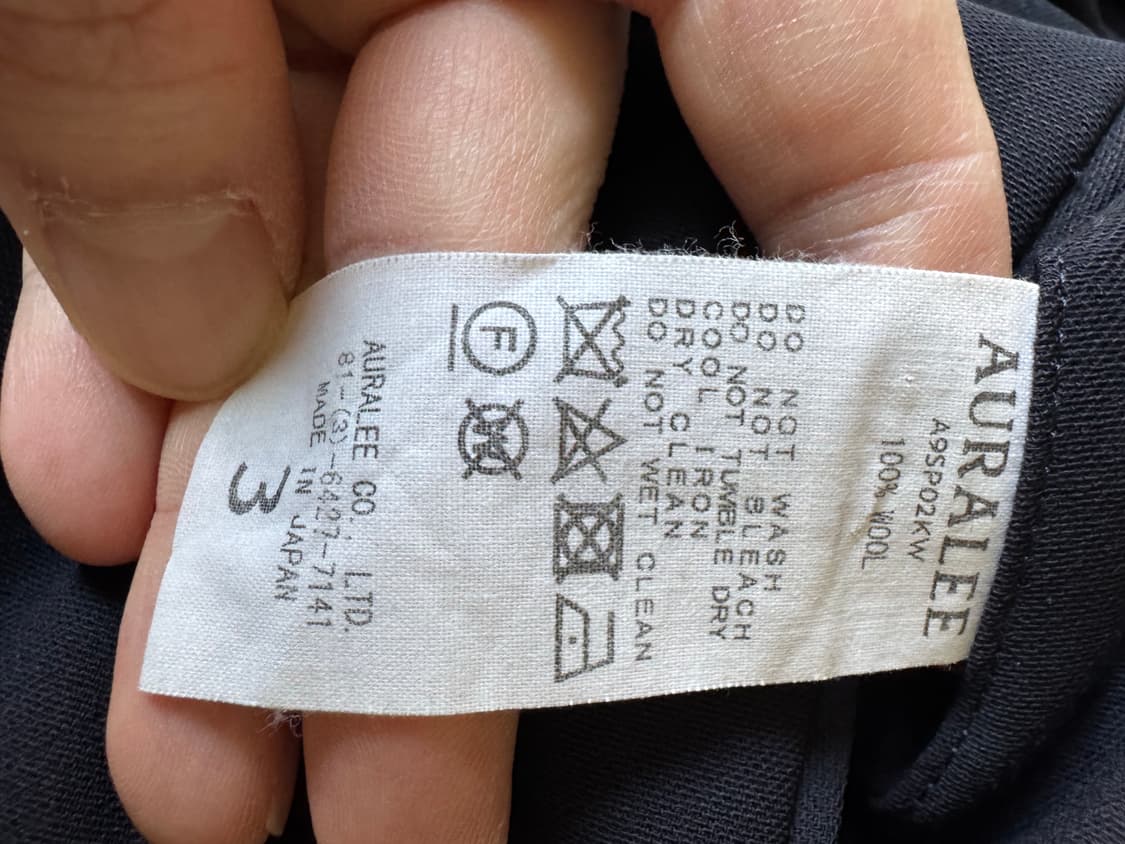 AURALEE
A9SP02KW
100% WOOL
DO NOT WASH
DO NOT BLEACH
DO NOT TUMBLE DRY
COOL IRON
DRY CLEAN
DO NOT WET CLEAN
F W
AURALEE CO., LTD.
81-(3)-6427-7141
MADE IN JAPAN
3